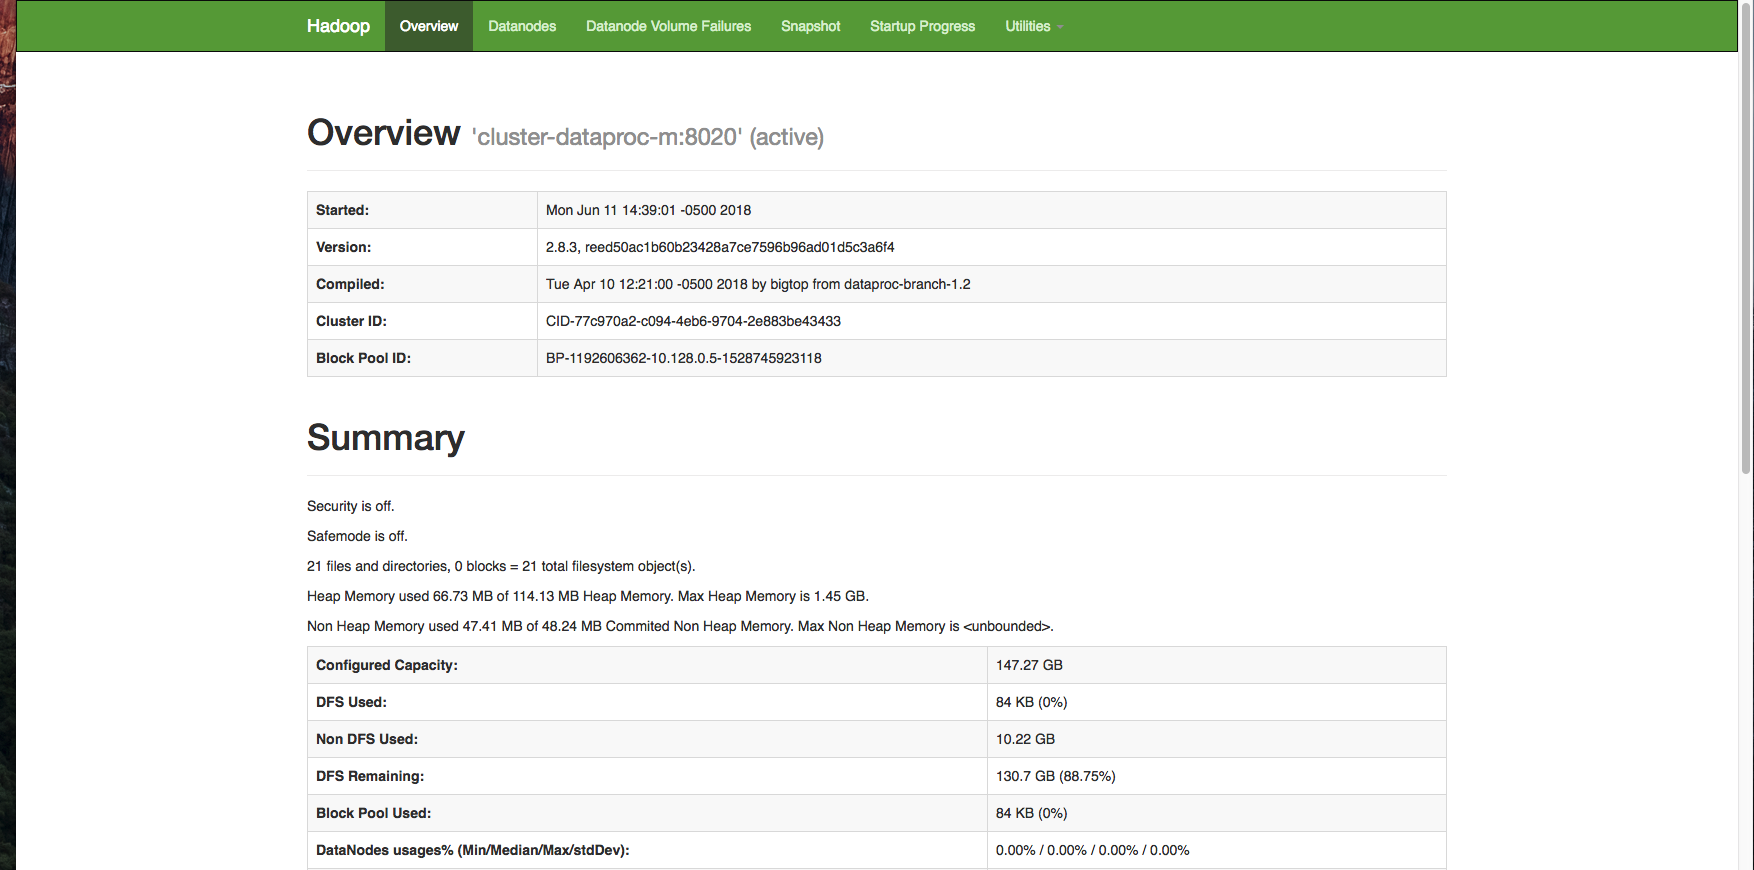 Hadoop Overview Datanodes Datanode Volume Failures Snapshot Startup Progress Utilities
Overview 'cluster-dataproc-m:8020' (active)
Started: Mon Jun 11 14:39:01 -0500 2018
Version: 2.8.3, reed50ac1b60b23428a7ce7596b96ad01d5c3a6f4
Compiled: Tue Apr 10 12:21:00 -0500 2018 by bigtop from dataproc-branch-1.2
Cluster ID: CID-77c970a2-c094-4eb6-9704-2e883be43433
Block Pool ID: BP-1192606362-10.128.0.5-1528745923118
Summary
Security is off.
Safemode is off.
21 files and directories, 0 blocks = 21 total filesystem object(s).
Heap Memory used 66.73 MB of 114.13 MB Heap Memory. Max Heap Memory is 1.45 GB.
Non Heap Memory used 47.41 MB of 48.24 MB Commited Non Heap Memory. Max Non Heap Memory is <unbounded>.
Configured Capacity: 147.27 GB
DFS Used: 84 KB (0%)
Non DFS Used: 10.22 GB
DFS Remaining: 130.7 GB (88.75%)
Block Pool Used: 84 KB (0%)
DataNodes usages% (Min/Median/Max/stdDev): 0.00% / 0.00% / 0.00% / 0.00%